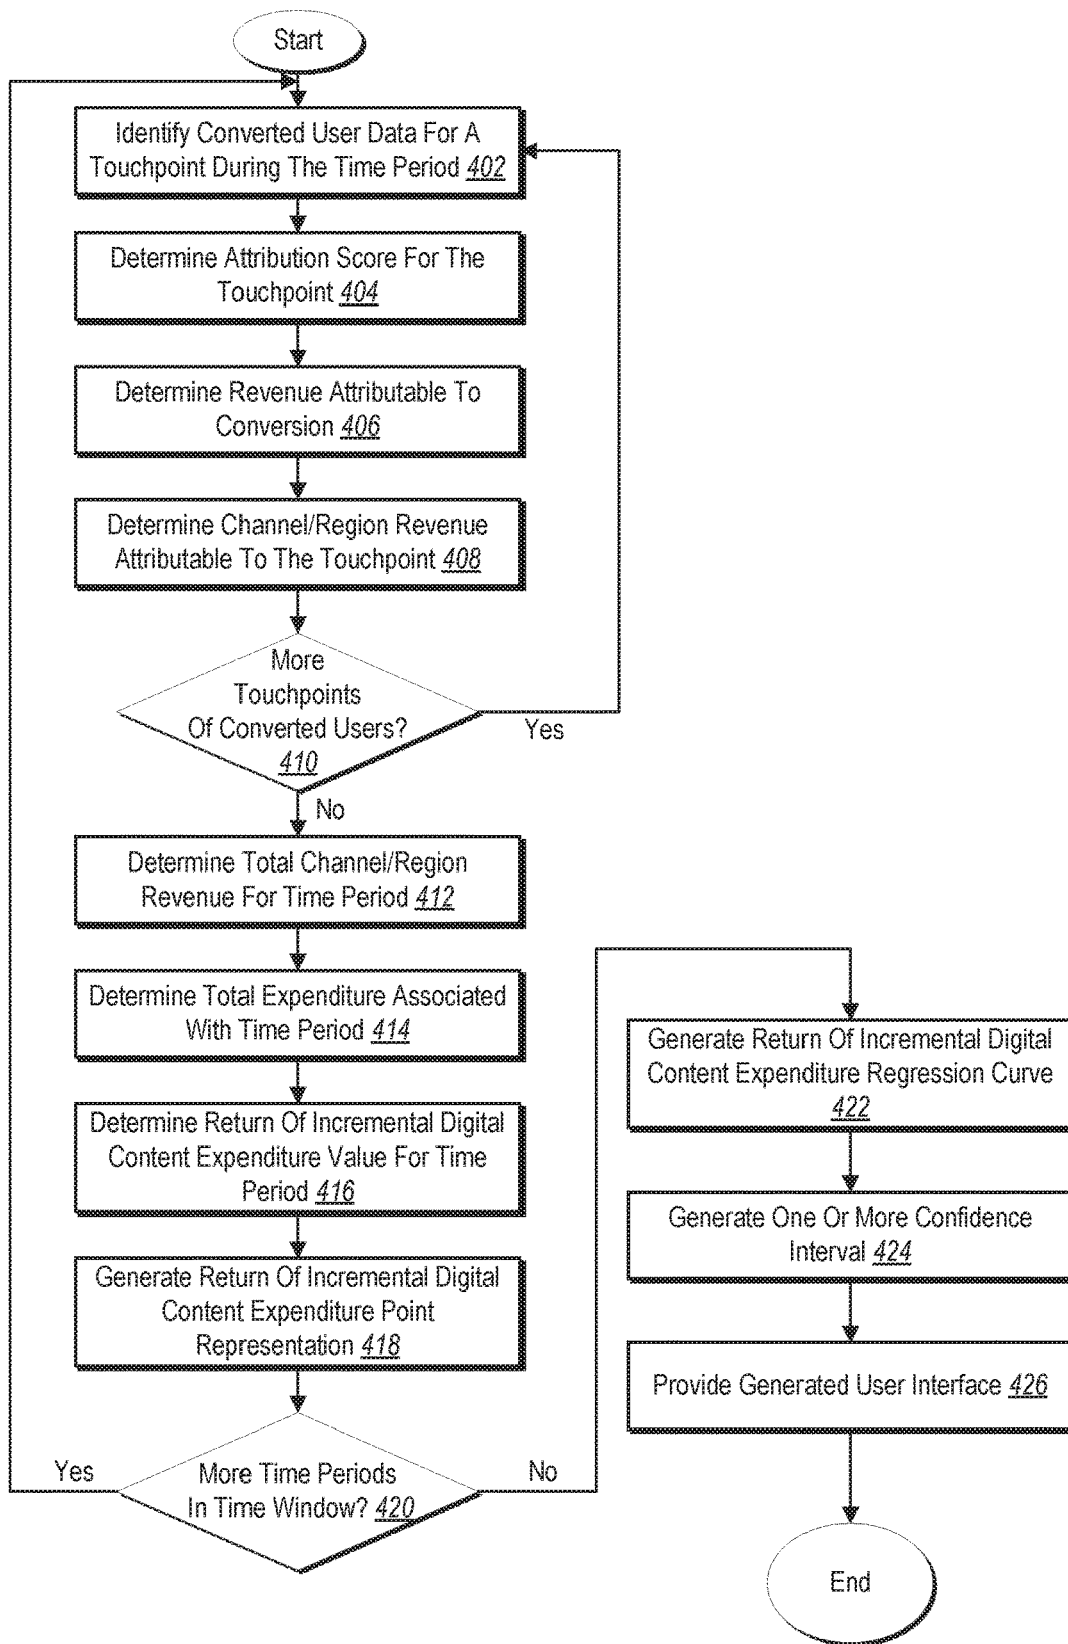 Start
Identify Converted User Data For A
Touchpoint During The Time Period 402
Determine Attribution Score For The
Touchpoint 404
Determine Revenue Attributable To
Conversion 406
Determine Channel/Region Revenue
Attributable To The Touchpoint 408
More
Touchpoints
Of Converted Users?
410
Yes
No
Determine Total Channel/Region
Revenue For Time Period 412
Determine Total Expenditure Associated
With Time Period 414
Determine Return Of Incremental Digital
Content Expenditure Value For Time
Period 416
Generate Return Of Incremental Digital
Content Expenditure Point
Representation 418
Yes
More Time Periods
In Time Window? 420
No
Generate Return Of Incremental Digital
Content Expenditure Regression Curve
422
Generate One Or More Confidence
Interval 424
Provide Generated User Interface 426
End